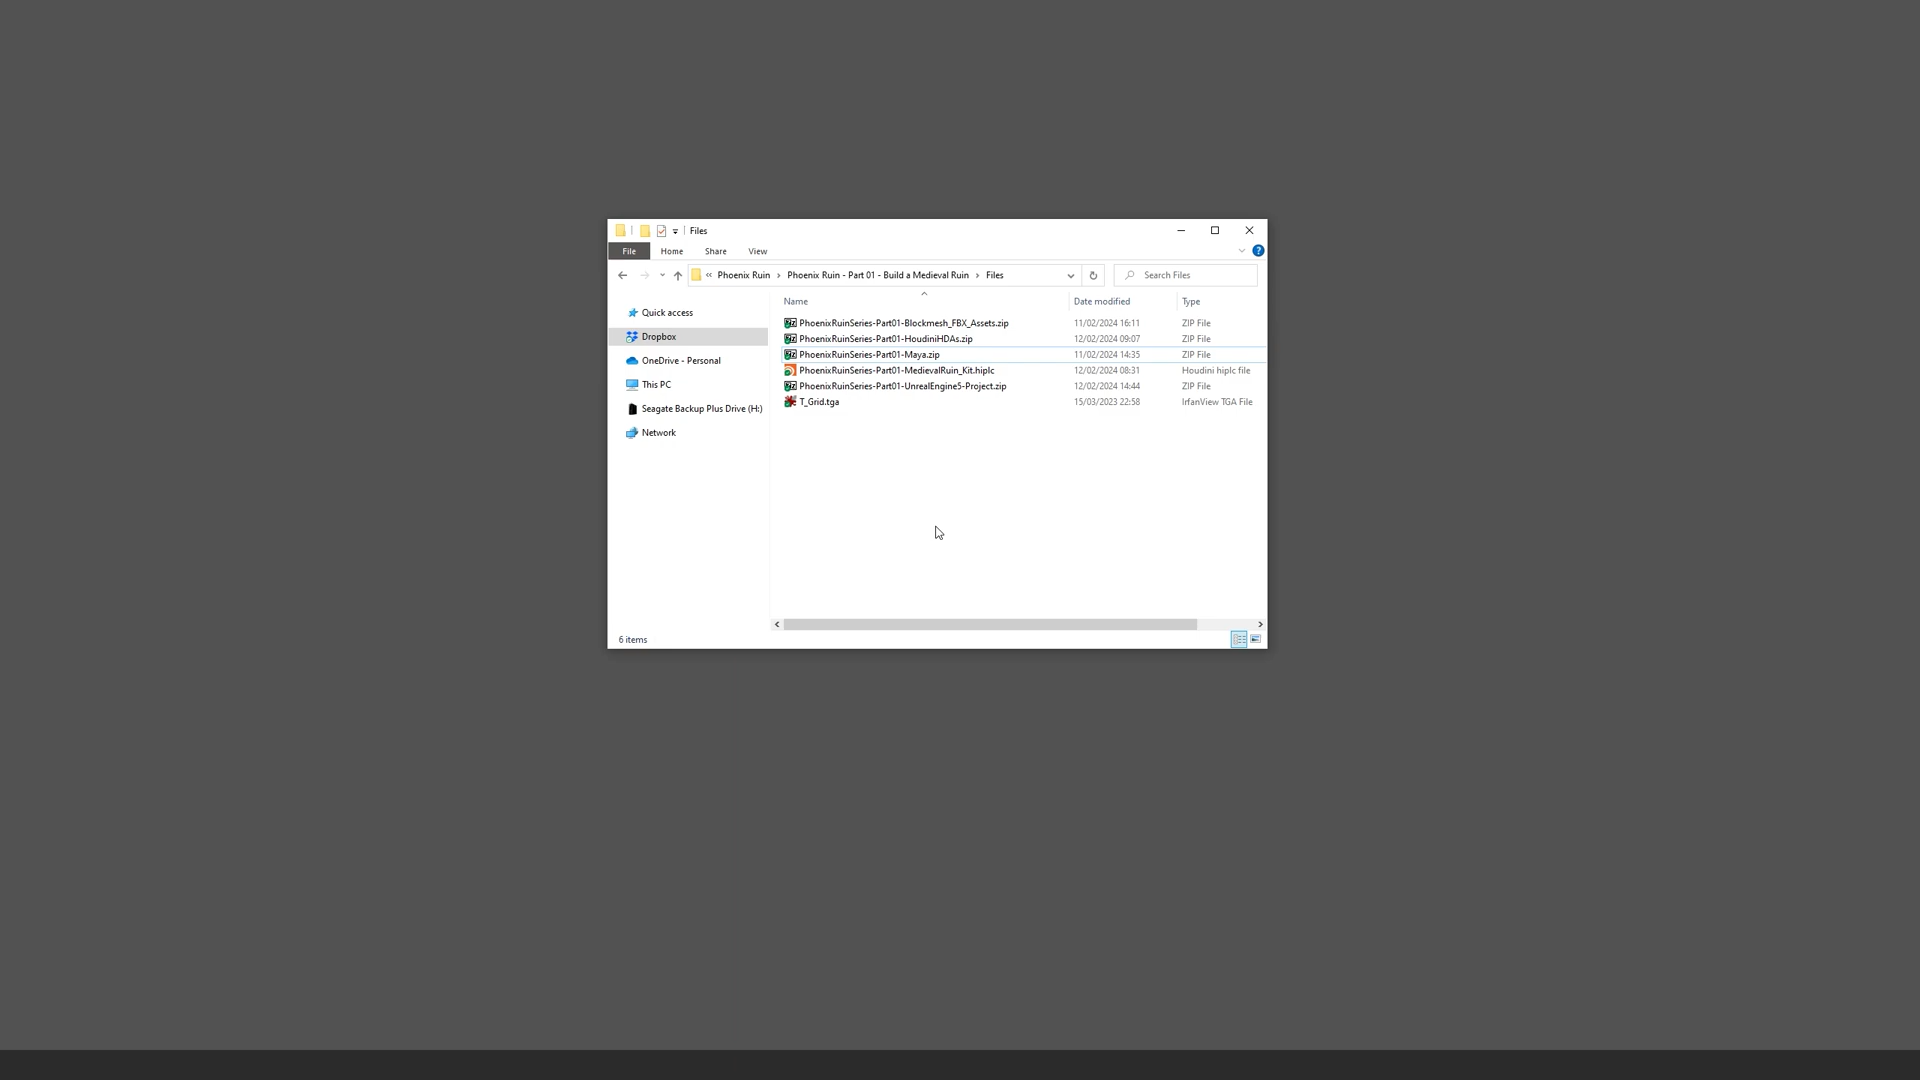 Files
File Home Share View
« Phoenix Ruin › Phoenix Ruin - Part 01 - Build a Medieval Ruin › Files
Search Files
Name Date modified Type
Quick access
Dropbox
OneDrive - Personal
This PC
Seagate Backup Plus Drive (H:)
Network
PhoenixRuinSeries-Part01-Blockmesh_FBX_Assets.zip 11/02/2024 16:11 ZIP File
PhoenixRuinSeries-Part01-HoudiniHDAs.zip 12/02/2024 09:07 ZIP File
PhoenixRuinSeries-Part01-Maya.zip 11/02/2024 14:35 ZIP File
PhoenixRuinSeries-Part01-MedievalRuin_Kit.hiplc 12/02/2024 08:31 Houdini hiplc file
PhoenixRuinSeries-Part01-UnrealEngine5-Project.zip 12/02/2024 14:44 ZIP File
T_Grid.tga 15/03/2023 22:58 IrfanView TGA File
6 items